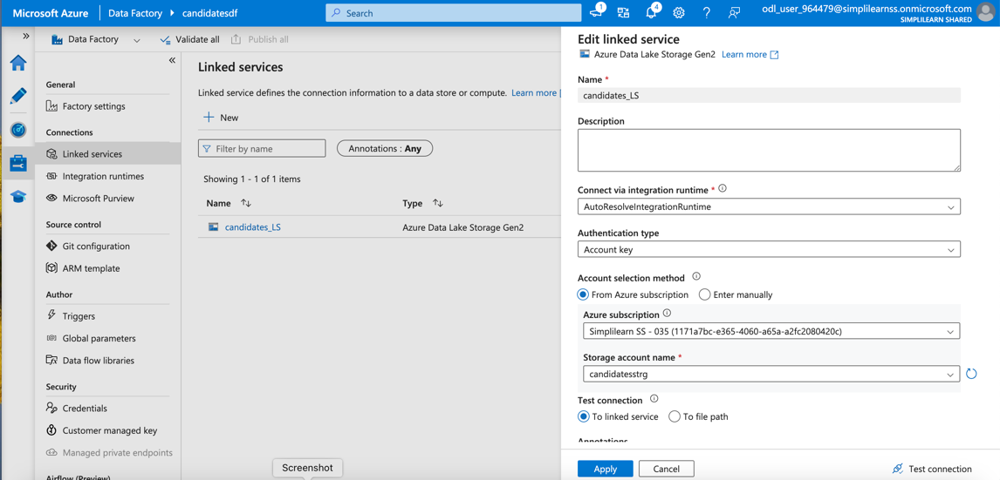 Microsoft Azure
Data Factory
candidatesdf
Search
1
4
odl_user_964479@simplilearnss.onmicrosoft.com
SIMPLILEARN SHARED
Data Factory
Validate all
Publish all
General
Factory settings
Connections
Linked services
Integration runtimes
Microsoft Purview
Source control
Git configuration
ARM template
Author
Triggers
Global parameters
Data flow libraries
Security
Credentials
Customer managed key
Managed private endpoints
Airflow (Preview)
Linked services
Linked service defines the connection information to a data store or compute. Learn more
New
Filter by name
Annotations : Any
Showing 1 - 1 of 1 items
Name Type
candidates_LS Azure Data Lake Storage Gen2
Screenshot
Edit linked service
Azure Data Lake Storage Gen2 Learn more
Name *
candidates_LS
Description
Connect via integration runtime *
AutoResolveIntegrationRuntime
Authentication type
Account key
Account selection method
From Azure subscription Enter manually
Azure subscription
Simplilearn SS - 035 (1171a7bc-e365-4060-a65a-a2fc2080420c)
Storage account name *
candidatesstrg
Test connection
To linked service To file path
Annotations
Apply Cancel Test connection